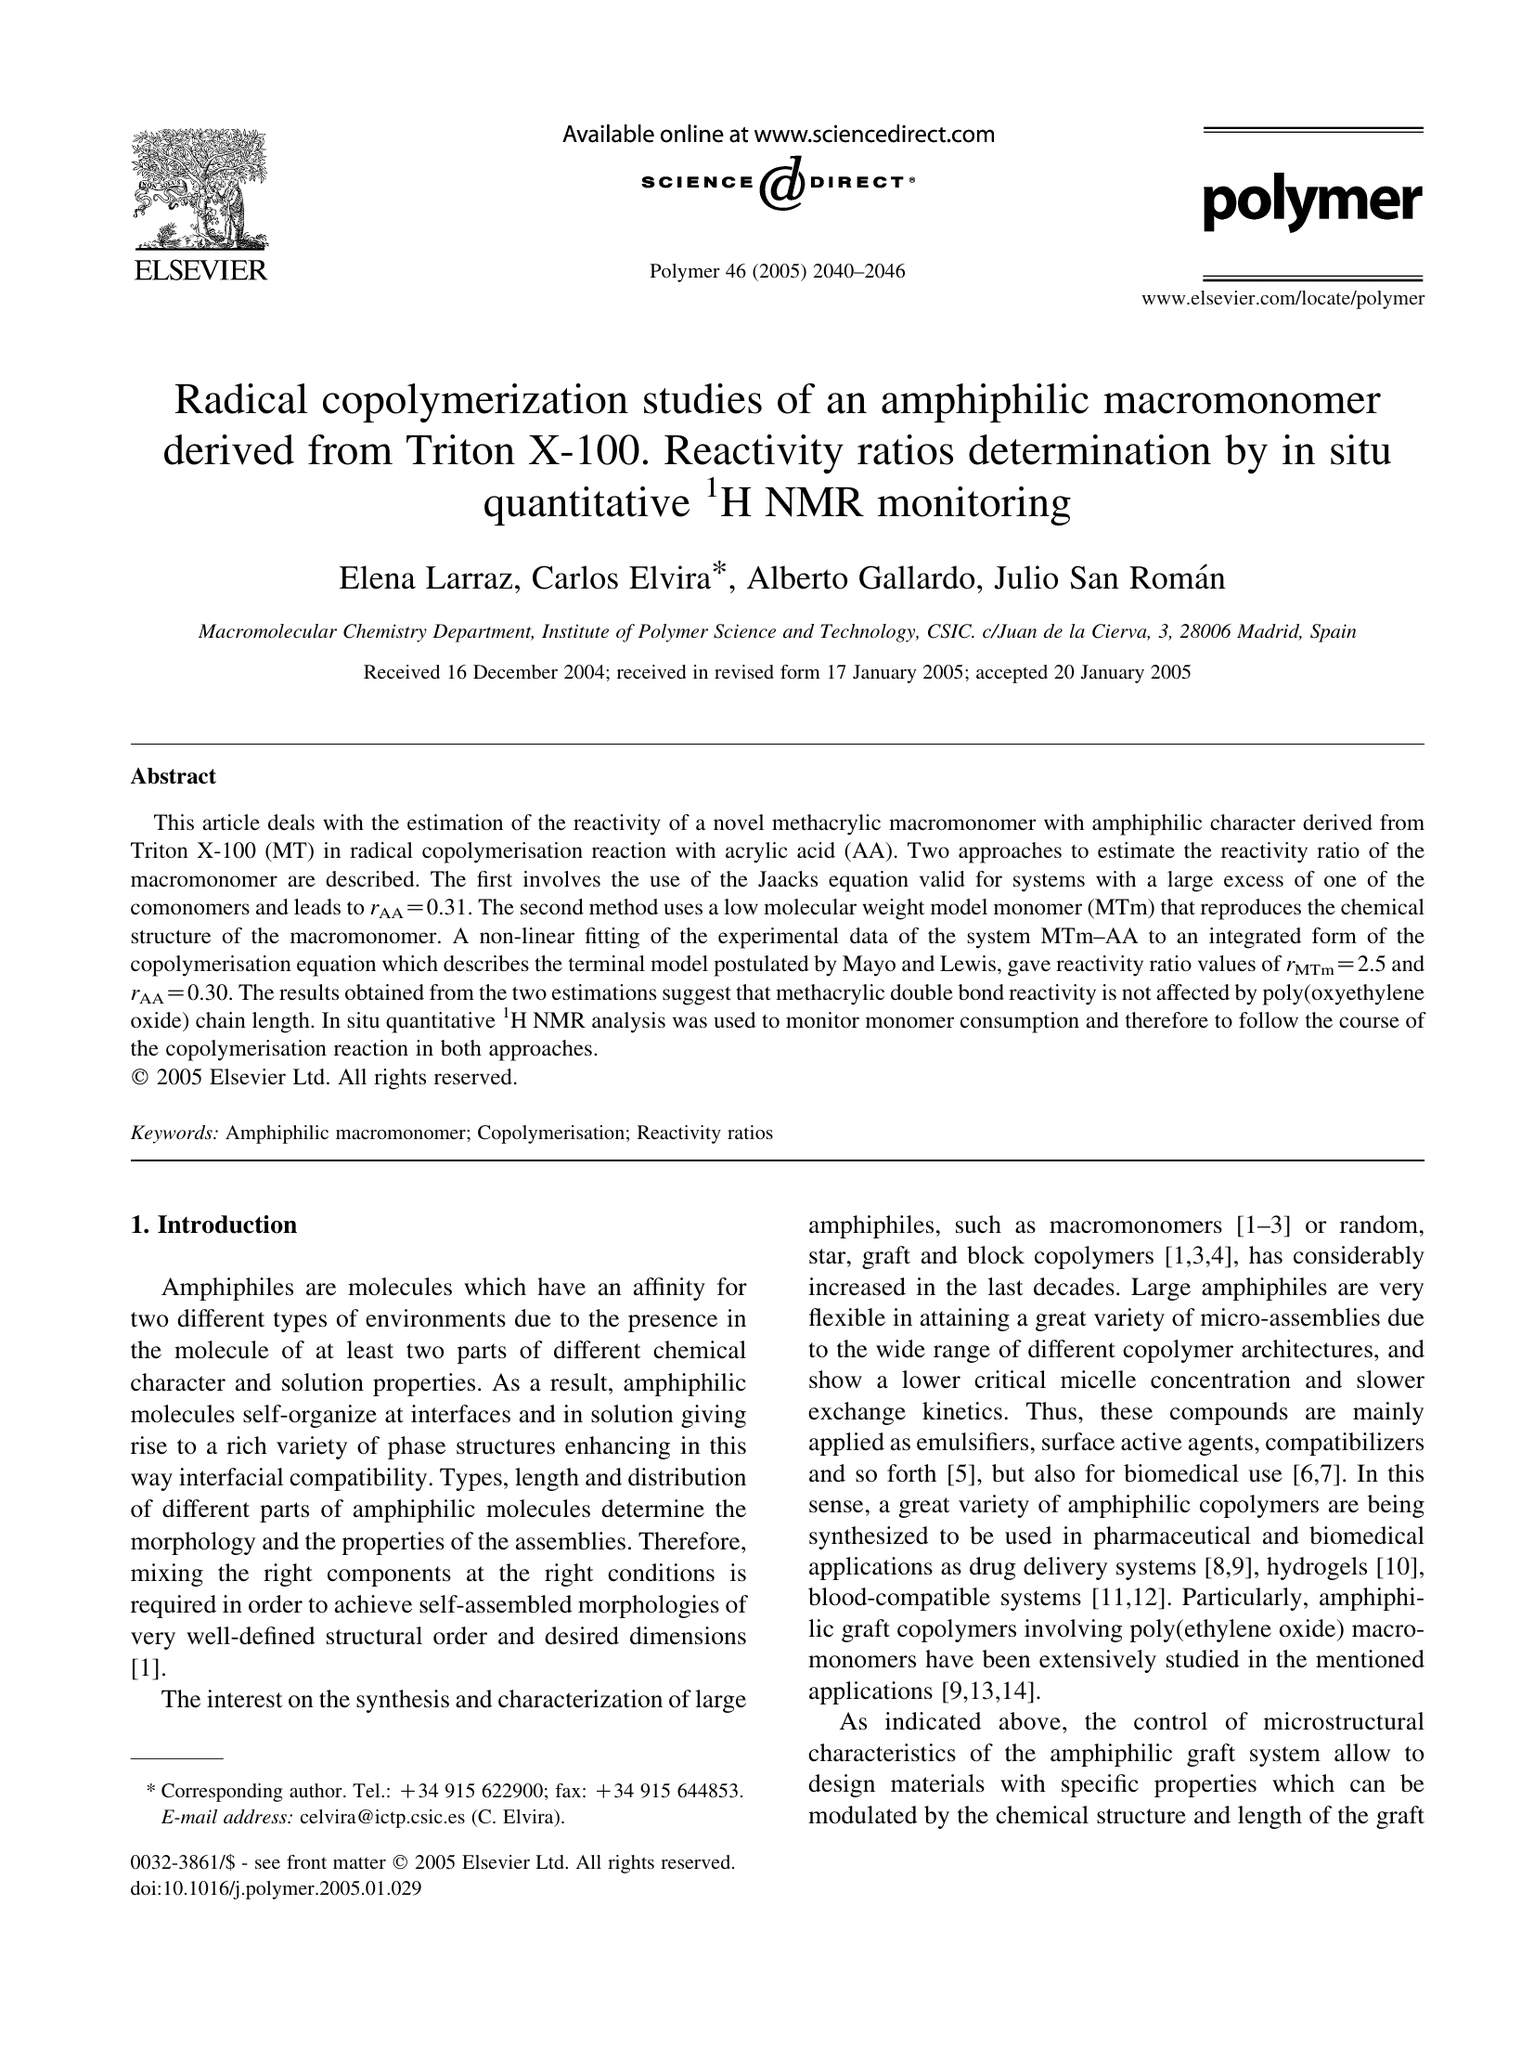 Available online at www.sciencedirect.com
SCIENCE @ DIRECT®
ELSEVIER
polymer
Polymer 46 (2005) 2040–2046
www.elsevier.com/locate/polymer
Radical copolymerization studies of an amphiphilic macromonomer
derived from Triton X-100. Reactivity ratios determination by in situ
quantitative ¹H NMR monitoring
Elena Larraz, Carlos Elvira*, Alberto Gallardo, Julio San Román
Macromolecular Chemistry Department, Institute of Polymer Science and Technology, CSIC. c/Juan de la Cierva, 3, 28006 Madrid, Spain
Received 16 December 2004; received in revised form 17 January 2005; accepted 20 January 2005
Abstract
This article deals with the estimation of the reactivity of a novel methacrylic macromonomer with amphiphilic character derived from
Triton X-100 (MT) in radical copolymerisation reaction with acrylic acid (AA). Two approaches to estimate the reactivity ratio of the
macromonomer are described. The first involves the use of the Jaacks equation valid for systems with a large excess of one of the
comonomers and leads to rAA=0.31. The second method uses a low molecular weight model monomer (MTm) that reproduces the chemical
structure of the macromonomer. A non-linear fitting of the experimental data of the system MTm–AA to an integrated form of the
copolymerisation equation which describes the terminal model postulated by Mayo and Lewis, gave reactivity ratio values of rMTm=2.5 and
rAA=0.30. The results obtained from the two estimations suggest that methacrylic double bond reactivity is not affected by poly(oxyethylene
oxide) chain length. In situ quantitative ¹H NMR analysis was used to monitor monomer consumption and therefore to follow the course of
the copolymerisation reaction in both approaches.
© 2005 Elsevier Ltd. All rights reserved.
Keywords: Amphiphilic macromonomer; Copolymerisation; Reactivity ratios
1. Introduction
Amphiphiles are molecules which have an affinity for
two different types of environments due to the presence in
the molecule of at least two parts of different chemical
character and solution properties. As a result, amphiphilic
molecules self-organize at interfaces and in solution giving
rise to a rich variety of phase structures enhancing in this
way interfacial compatibility. Types, length and distribution
of different parts of amphiphilic molecules determine the
morphology and the properties of the assemblies. Therefore,
mixing the right components at the right conditions is
required in order to achieve self-assembled morphologies of
very well-defined structural order and desired dimensions
[1].
The interest on the synthesis and characterization of large
amphiphiles, such as macromonomers [1–3] or random,
star, graft and block copolymers [1,3,4], has considerably
increased in the last decades. Large amphiphiles are very
flexible in attaining a great variety of micro-assemblies due
to the wide range of different copolymer architectures, and
show a lower critical micelle concentration and slower
exchange kinetics. Thus, these compounds are mainly
applied as emulsifiers, surface active agents, compatibilizers
and so forth [5], but also for biomedical use [6,7]. In this
sense, a great variety of amphiphilic copolymers are being
synthesized to be used in pharmaceutical and biomedical
applications as drug delivery systems [8,9], hydrogels [10],
blood-compatible systems [11,12]. Particularly, amphiphi-
lic graft copolymers involving poly(ethylene oxide) macro-
monomers have been extensively studied in the mentioned
applications [9,13,14].
As indicated above, the control of microstructural
characteristics of the amphiphilic graft system allow to
design materials with specific properties which can be
modulated by the chemical structure and length of the graft
* Corresponding author. Tel.: +34 915 622900; fax: +34 915 644853.
E-mail address: celvira@ictp.csic.es (C. Elvira).
0032-3861/$ - see front matter © 2005 Elsevier Ltd. All rights reserved.
doi:10.1016/j.polymer.2005.01.029